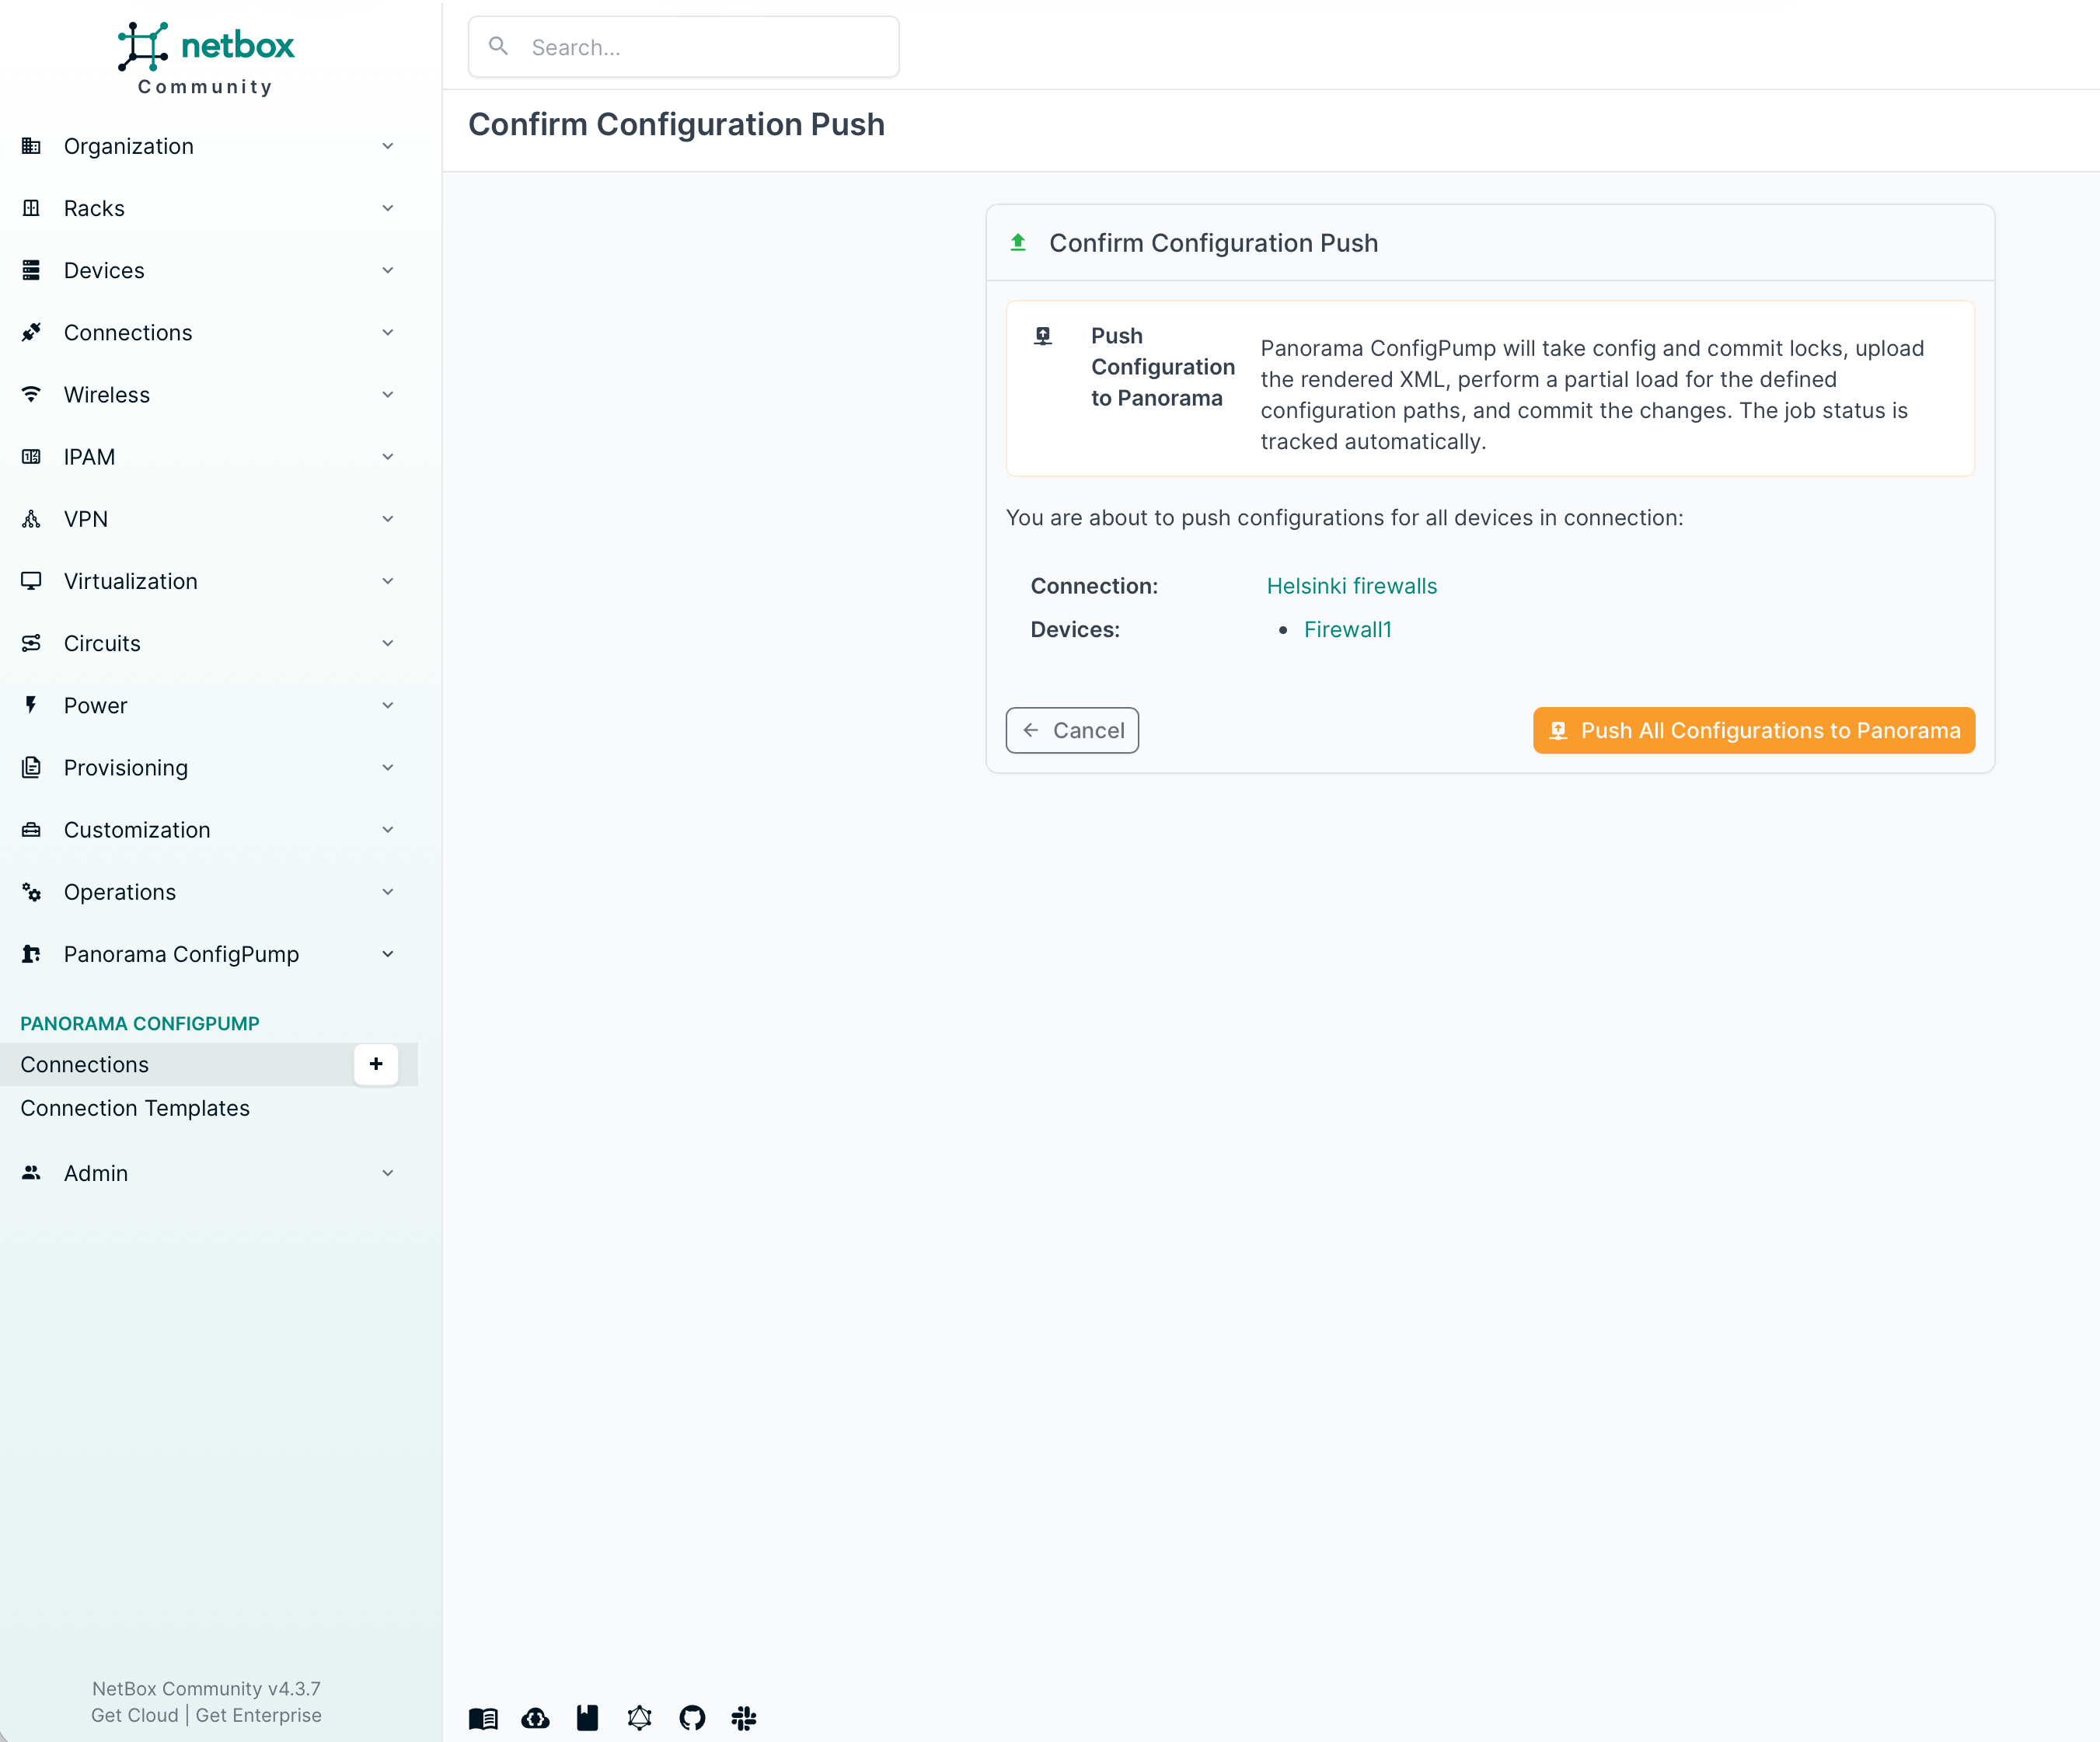 netbox
Community
Search...
Confirm Configuration Push
Organization
Racks
Devices
Connections
Wireless
IPAM
VPN
Virtualization
Circuits
Power
Provisioning
Customization
Operations
Panorama ConfigPump
PANORAMA CONFIGPUMP
Connections
+
Connection Templates
Admin
NetBox Community v4.3.7
Get Cloud | Get Enterprise
Confirm Configuration Push
Push
Configuration
to Panorama
Panorama ConfigPump will take config and commit locks, upload
the rendered XML, perform a partial load for the defined
configuration paths, and commit the changes. The job status is
tracked automatically.
You are about to push configurations for all devices in connection:
Connection: Helsinki firewalls
Devices: • Firewall1
Cancel
Push All Configurations to Panorama